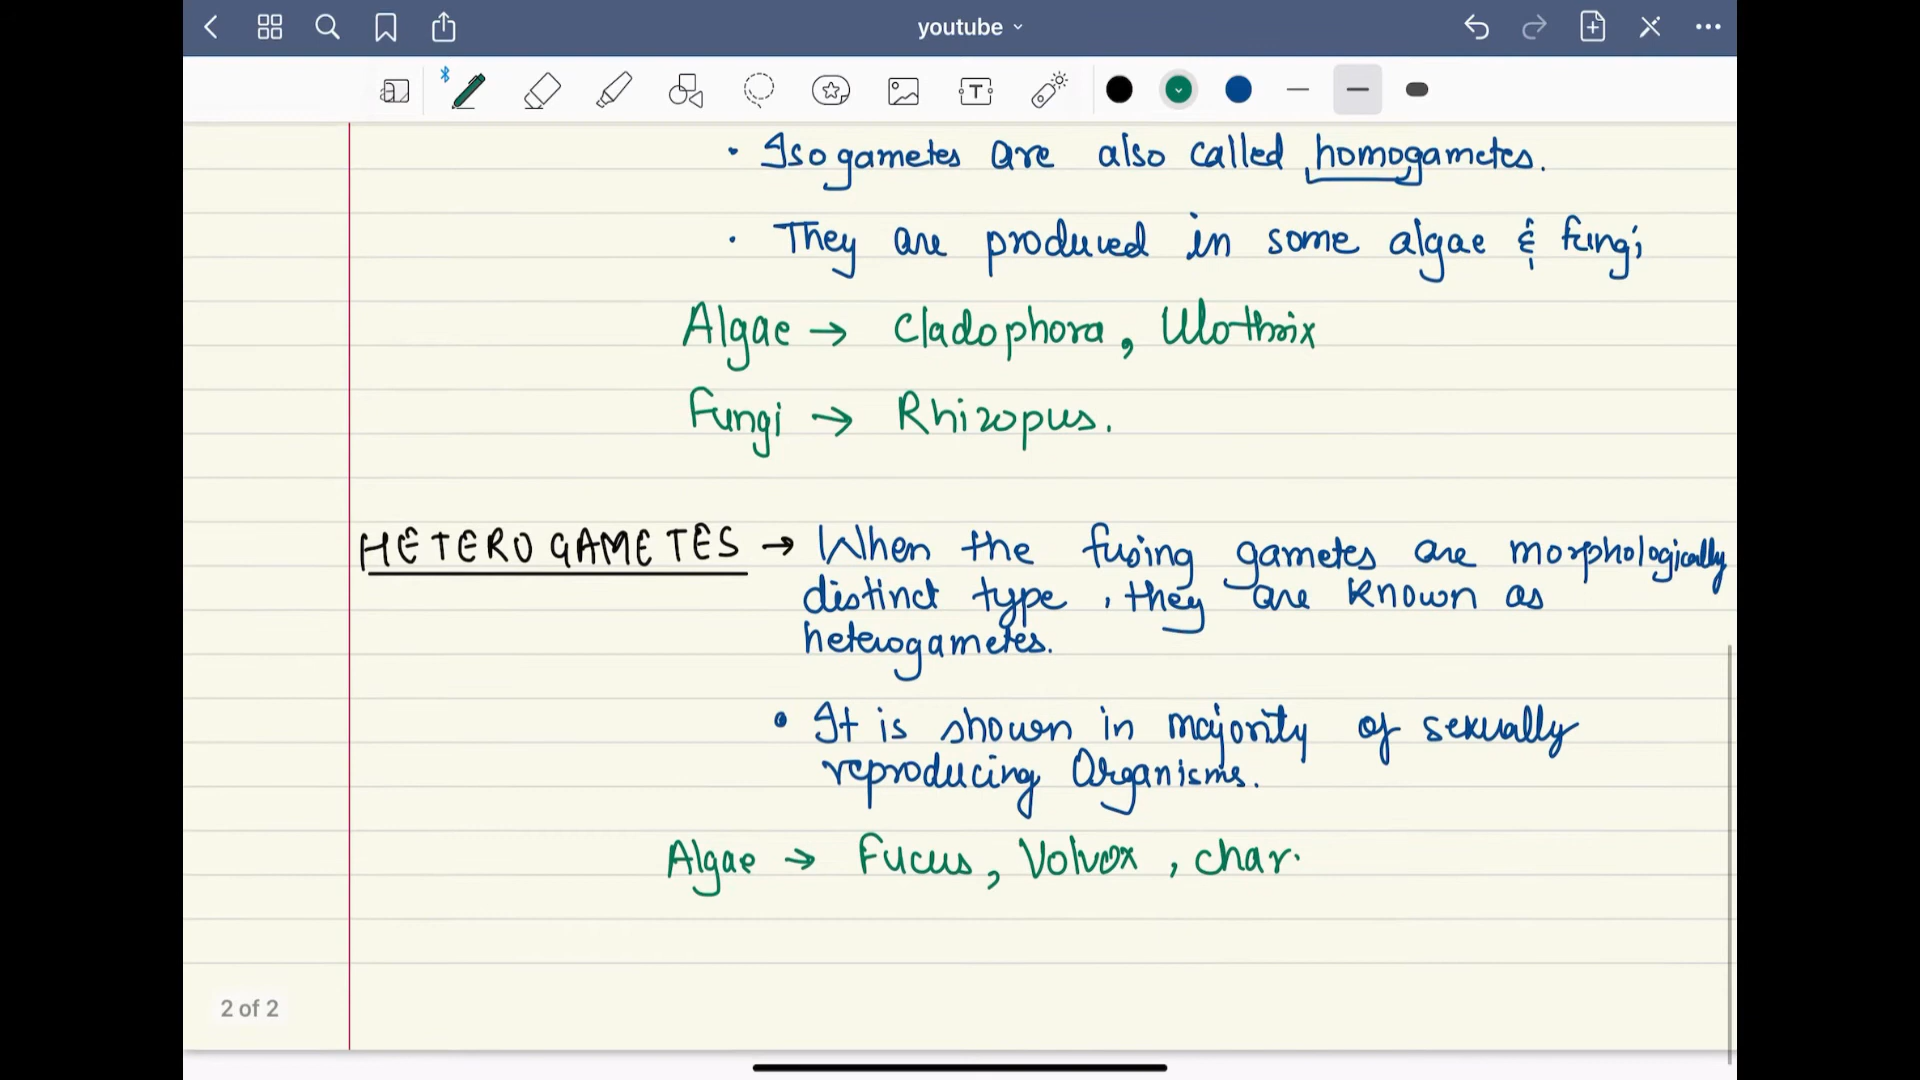 youtube
• Isogametes are also called homogametes.
• They are produced in some algae & fungi
Algae → Cladophora, Ulothrix
Fungi → Rhizopus.
HETEROGAMETES → When the fusing gametes are morphologically
distinct type, they are known as
heterogametes.
• It is shown in majority of sexually
reproducing Organisms.
Algae → Fucus, Volvox, char
2 of 2